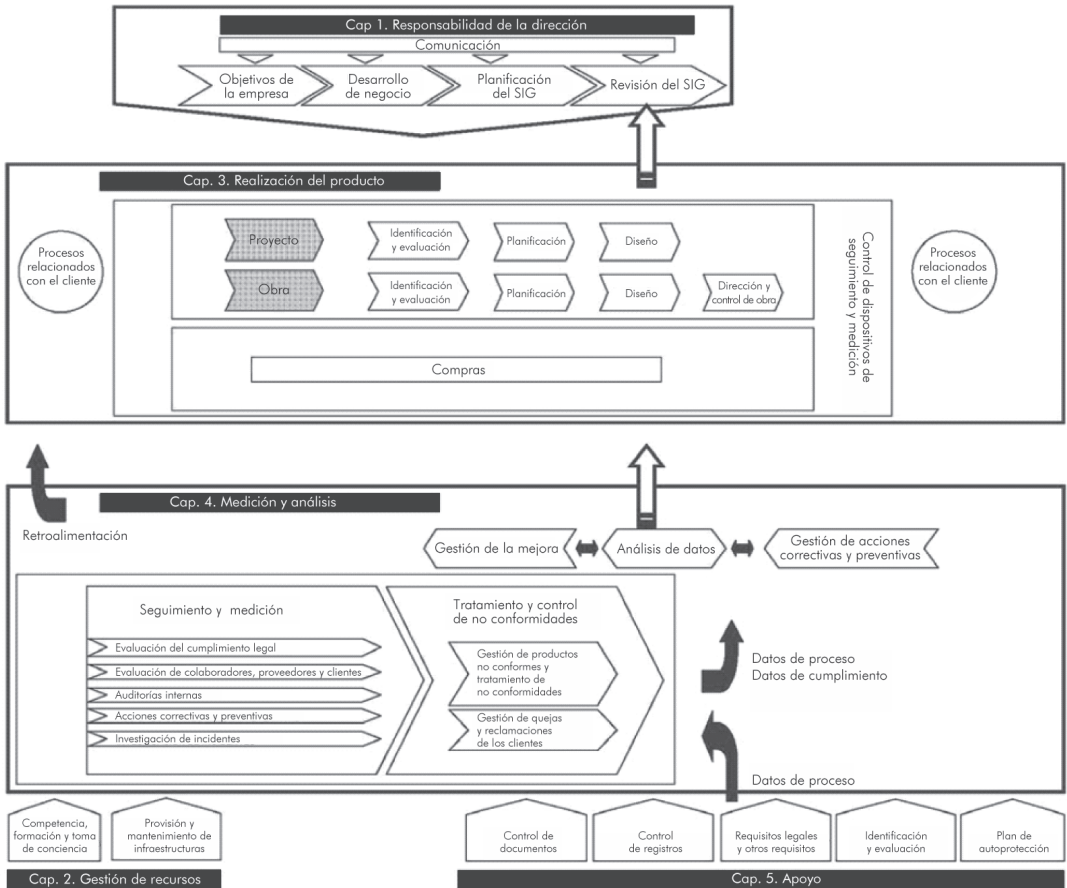 Cap 1. Responsabilidad de la dirección
Comunicación
Objetivos de
la empresa
Desarrollo
de negocio
Planificación
del SIG
Revisión del SIG
Cap. 3. Realización del producto
Procesos
relacionados
con el cliente
Proyecto
Identificación
y evaluación
Planificación
Diseño
Obra
Identificación
y evaluación
Planificación
Diseño
Dirección y
control de obra
Compras
Control de dispositivos de
seguimiento y medición
Procesos
relacionados
con el cliente
Cap. 4. Medición y análisis
Retroalimentación
Gestión de la mejora
Análisis de datos
Gestión de acciones
correctivas y preventivas
Seguimiento y medición
Evaluación del cumplimiento legal
Evaluación de colaboradores, proveedores y clientes
Auditorías internas
Acciones correctivas y preventivas
Investigación de incidentes
Tratamiento y control
de no conformidades
Gestión de productos
no conformes y
tratamiento de
no conformidades
Gestión de quejas
y reclamaciones
de los clientes
Datos de proceso
Datos de cumplimiento
Datos de proceso
Competencia,
formación y toma
de conciencia
Provisión y
mantenimiento de
infraestructuras
Cap. 2. Gestión de recursos
Control de
documentos
Control
de registros
Requisitos legales
y otros requisitos
Identificación
y evaluación
Plan de
autoprotección
Cap. 5. Apoyo